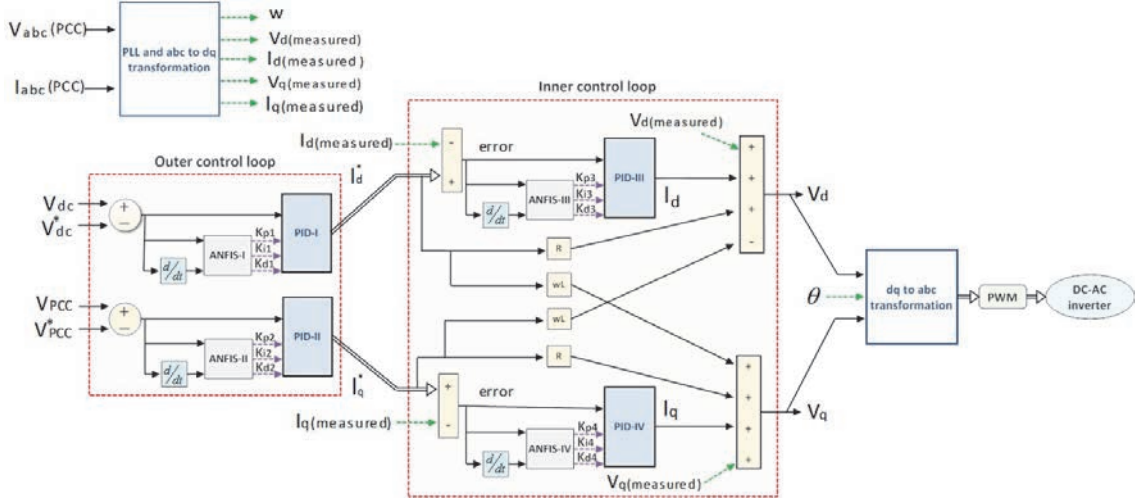 V abc (PCC)
I abc (PCC)
PLL and abc to dq
transformation
w
Vd(measured)
Id(measured )
Vq(measured)
Iq(measured)
Outer control loop
Vdc
V*dc
+
−
d/dt
ANFIS-I
Kp1
Ki1
Kd1
PID-I
I*d
VPCC
V*PCC
+
−
d/dt
ANFIS-II
Kp2
Ki2
Kd2
PID-II
I*q
Inner control loop
Id(measured)
-
+
error
d/dt
ANFIS-III
Kp3
Ki3
Kd3
PID-III
Id
Vd(measured)
+
+
+
-
Vd
R
wL
wL
R
Iq(measured)
+
-
error
d/dt
ANFIS-IV
Kp4
Ki4
Kd4
PID-IV
Iq
+
+
+
+
Vq(measured)
Vq
θ
dq to abc
transformation
PWM
DC-AC
inverter